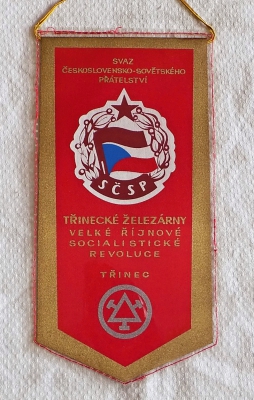 SVAZ
ČESKOSLOVENSKO-SOVĚTSKÉHO
PŘÁTELSTVÍ
SČSP
TŘINECKÉ ŽELEZÁRNY
VELKÉ ŘÍJNOVÉ
SOCIALISTICKÉ
REVOLUCE
TŘINEC